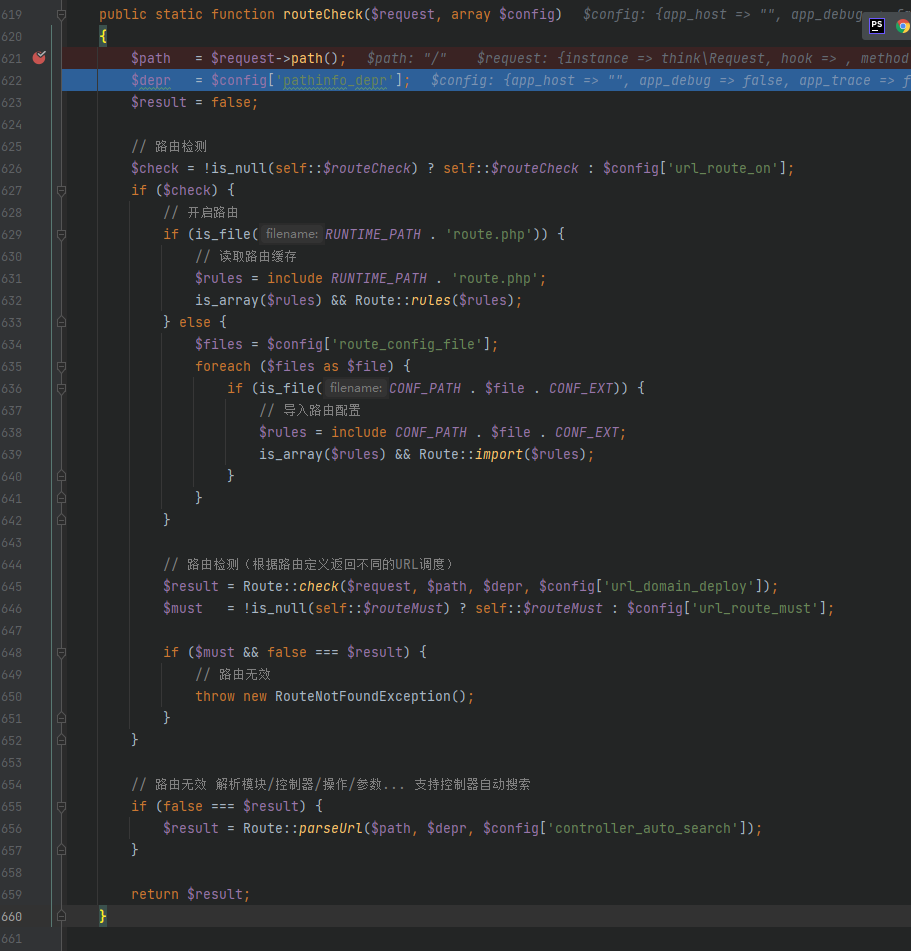 619 public static function routeCheck($request, array $config) $config: {app_host => "", app_debug
620 {
621 $path = $request->path(); $path: "/" $request: {instance => think\Request, hook => , method
622 $depr = $config['pathinfo_depr']; $config: {app_host => "", app_debug => false, app_trace => f
623 $result = false;
624
625 // 路由检测
626 $check = !is_null(self::$routeCheck) ? self::$routeCheck : $config['url_route_on'];
627 if ($check) {
628 // 开启路由
629 if (is_file( filename: RUNTIME_PATH . 'route.php')) {
630 // 读取路由缓存
631 $rules = include RUNTIME_PATH . 'route.php';
632 is_array($rules) && Route::rules($rules);
633 } else {
634 $files = $config['route_config_file'];
635 foreach ($files as $file) {
636 if (is_file( filename: CONF_PATH . $file . CONF_EXT)) {
637 // 导入路由配置
638 $rules = include CONF_PATH . $file . CONF_EXT;
639 is_array($rules) && Route::import($rules);
640 }
641 }
642 }
643
644 // 路由检测（根据路由定义返回不同的URL调度）
645 $result = Route::check($request, $path, $depr, $config['url_domain_deploy']);
646 $must = !is_null(self::$routeMust) ? self::$routeMust : $config['url_route_must'];
647
648 if ($must && false === $result) {
649 // 路由无效
650 throw new RouteNotFoundException();
651 }
652 }
653
654 // 路由无效 解析模块/控制器/操作/参数... 支持控制器自动搜索
655 if (false === $result) {
656 $result = Route::parseUrl($path, $depr, $config['controller_auto_search']);
657 }
658
659 return $result;
660 }
661
PS